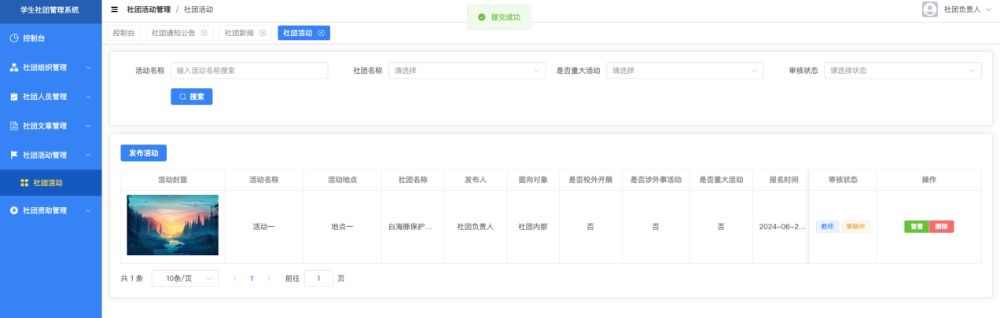 学生社团管理系统
社团活动管理 / 社团活动
提交成功
社团负责人
控制台
社团通知公告
社团新闻
社团活动
控制台
社团组织管理
社团人员管理
社团文章管理
社团活动管理
社团活动
社团资助管理
活动名称 输入活动名称搜索
社团名称 请选择
是否重大活动 请选择
审核状态 请选择状态
搜索
发布活动
活动封面 活动名称 活动地点 社团名称 发布人 面向对象 是否校外开展 是否涉外事活动 是否重大活动 报名时间 审核状态 操作
活动一 地点一 白海豚保护... 社团负责人 社团内部 否 否 否 2024-06-2... 教师 审核中 查看 删除
共 1 条 10条/页 1 前往 1 页